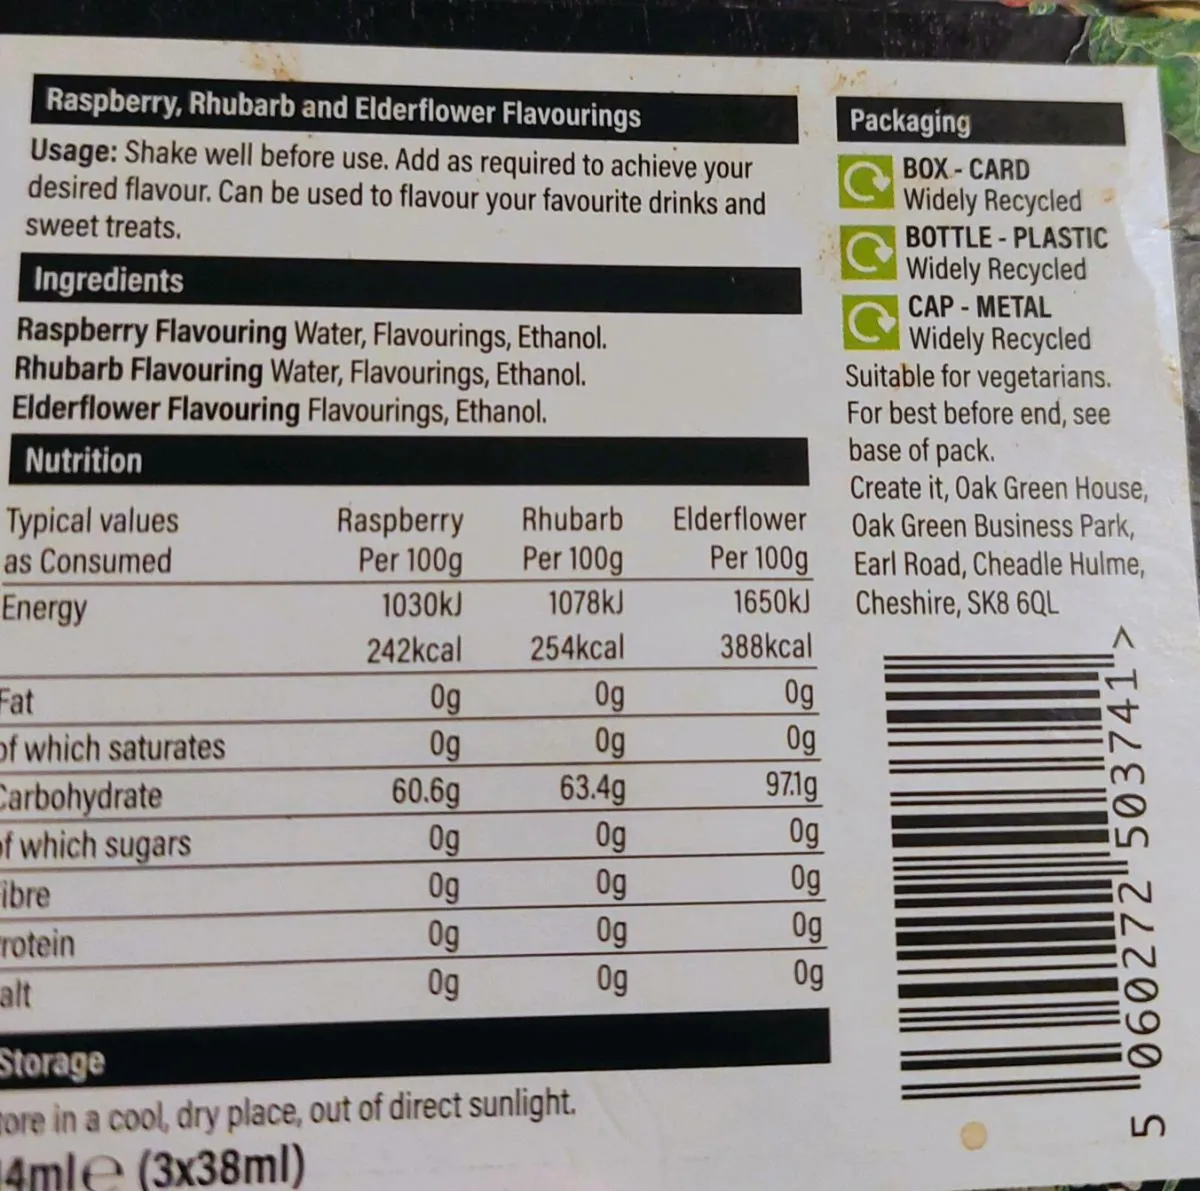 Raspberry, Rhubarb and Elderflower Flavourings
Usage: Shake well before use. Add as required to achieve your
desired flavour. Can be used to flavour your favourite drinks and
sweet treats.
Ingredients
Raspberry Flavouring Water, Flavourings, Ethanol.
Rhubarb Flavouring Water, Flavourings, Ethanol.
Elderflower Flavouring Flavourings, Ethanol.
Nutrition
Typical values Raspberry Rhubarb Elderflower
as Consumed Per 100g Per 100g Per 100g
Energy 1030kJ 1078kJ 1650kJ
242kcal 254kcal 388kcal
Fat 0g 0g 0g
of which saturates 0g 0g 0g
Carbohydrate 60.6g 63.4g 97.1g
of which sugars 0g 0g 0g
ibre 0g 0g 0g
rotein 0g 0g 0g
alt 0g 0g 0g
Storage
ore in a cool, dry place, out of direct sunlight.
4ml℮ (3x38ml)
Packaging
BOX - CARD
Widely Recycled
BOTTLE - PLASTIC
Widely Recycled
CAP - METAL
Widely Recycled
Suitable for vegetarians.
For best before end, see
base of pack.
Create it, Oak Green House,
Oak Green Business Park,
Earl Road, Cheadle Hulme,
Cheshire, SK8 6QL
5 060272 503741 >